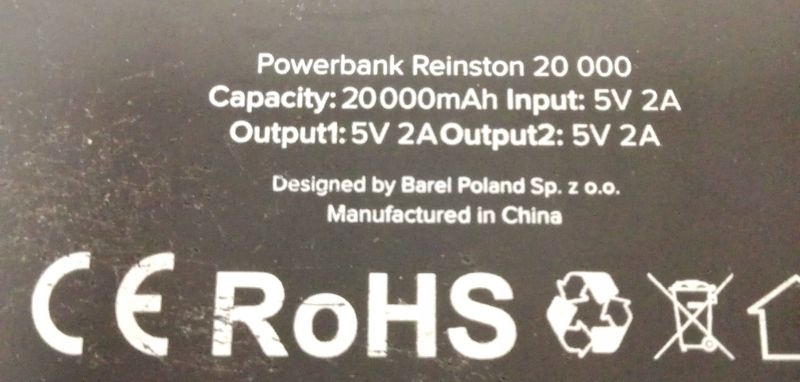 Powerbank Reinston 20 000
Capacity: 20000mAh Input: 5V 2A
Output1: 5V 2A Output2: 5V 2A
Designed by Barel Poland Sp. z o.o.
Manufactured in China
CE RoHS